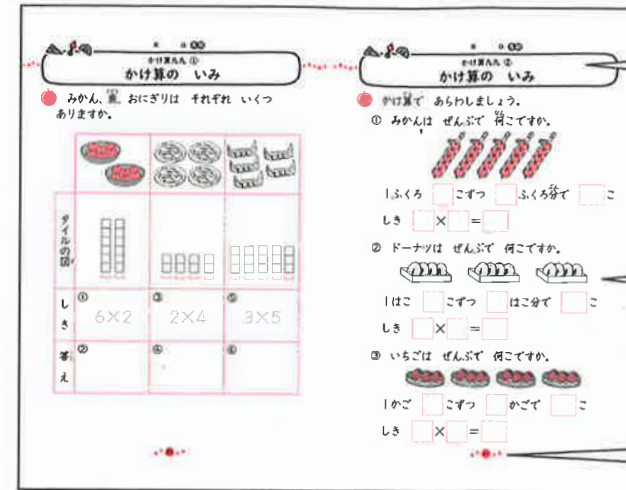 かけ算九九 ①
かけ算の いみ
みかん、魚、おにぎりは それぞれ いくつ
ありますか。
タイルの図
しき
① 6×2
③ 2×4
⑤ 3×5
答え
②
④
⑥
かけ算九九 ②
かけ算の いみ
かけ算で あらわしましょう。
① みかんは ぜんぶで 何こですか。
1ふくろ こずつ ふくろ分で こ
しき × =
② ドーナツは ぜんぶで 何こですか。
1はこ こずつ はこ分で こ
しき × =
③ いちごは ぜんぶで 何こですか。
1かご こずつ かごで こ
しき × =